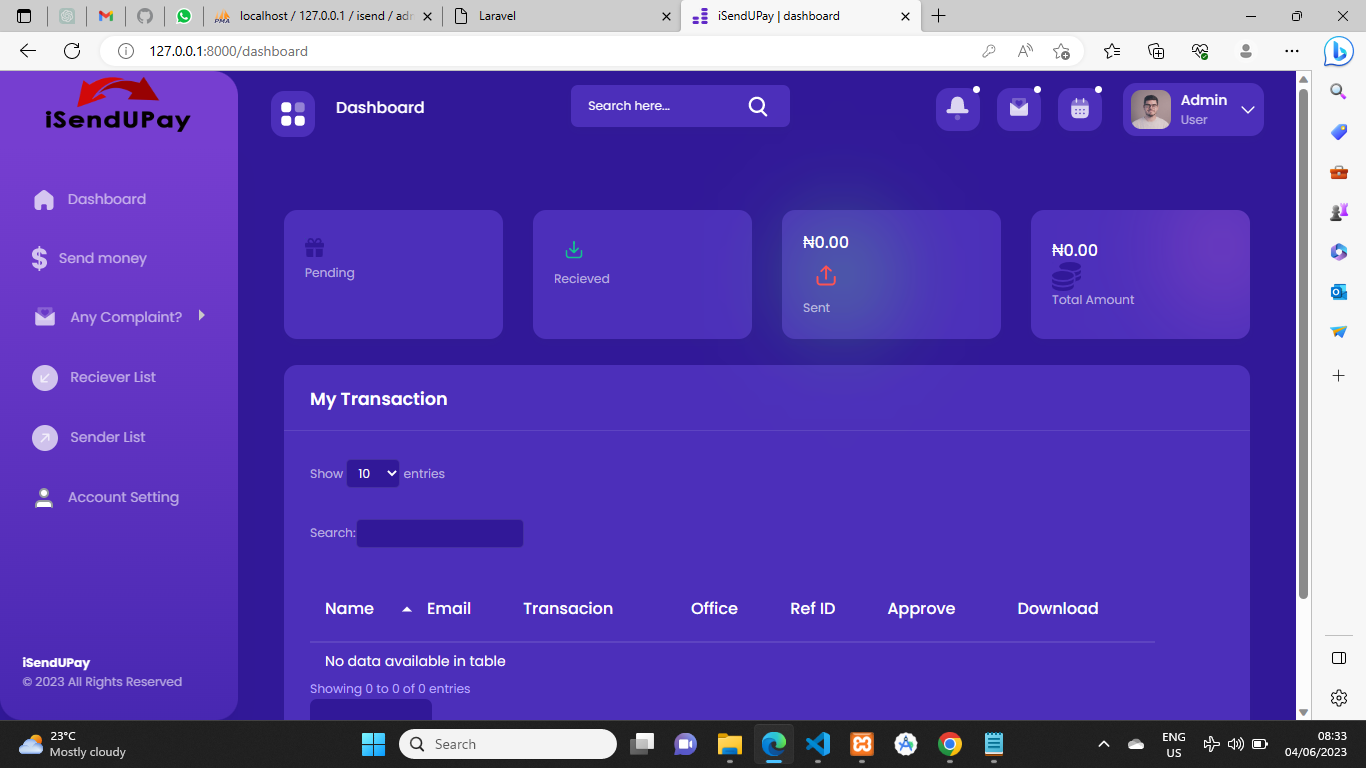 localhost / 127.0.0.1 / isend / adr
Laravel
iSendUPay | dashboard
127.0.0.1:8000/dashboard
iSendUPay
Dashboard
Search here...
Admin
User
Dashboard
Send money
Any Complaint?
Reciever List
Sender List
Account Setting
iSendUPay
© 2023 All Rights Reserved
Pending
Recieved
₦0.00
Sent
₦0.00
Total Amount
My Transaction
Show 10 entries
Search:
Name Email Transacion Office Ref ID Approve Download
No data available in table
Showing 0 to 0 of 0 entries
23°C
Mostly cloudy
Search
ENG
US
08:33
04/06/2023